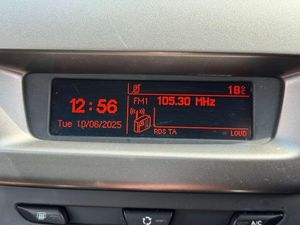 18°C
12:56
FM1 105.30 MHz
Tue 10/06/2025
RDS TA
LOUD
A/C